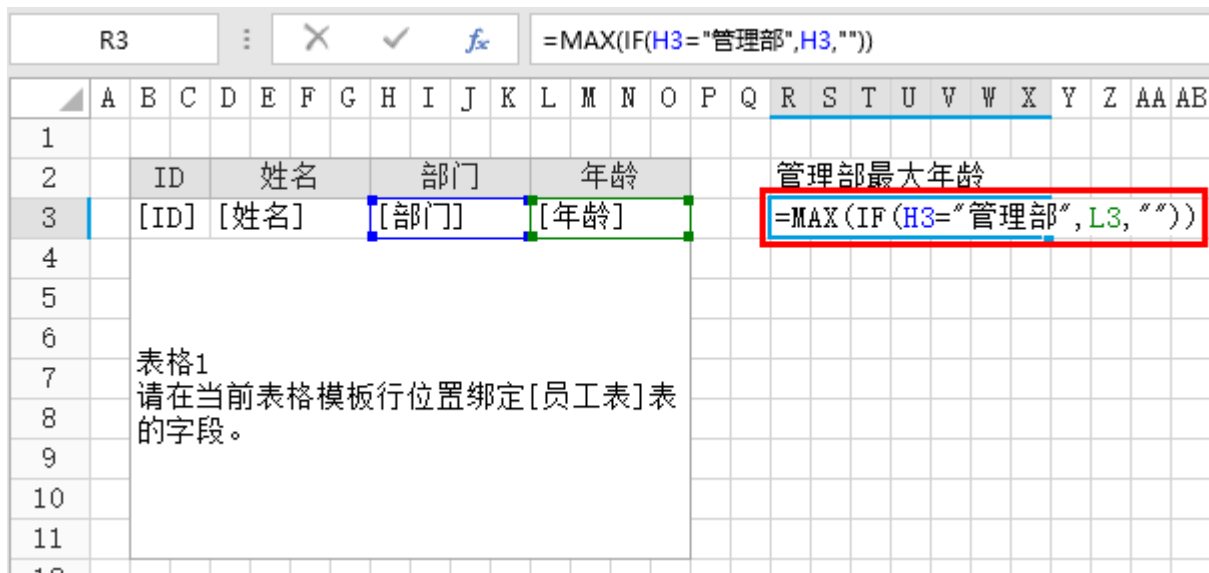 R3 fx =MAX(IF(H3="管理部",H3,""))
A B C D E F G H I J K L M N O P Q R S T U V W X Y Z AA AB
1
2 ID 姓名 部门 年龄 管理部最大年龄
3 [ID] [姓名] [部门] [年龄] =MAX(IF(H3="管理部",L3,""))
4
5
6
表格1
7
请在当前表格模板行位置绑定[员工表]表
8
的字段。
9
10
11